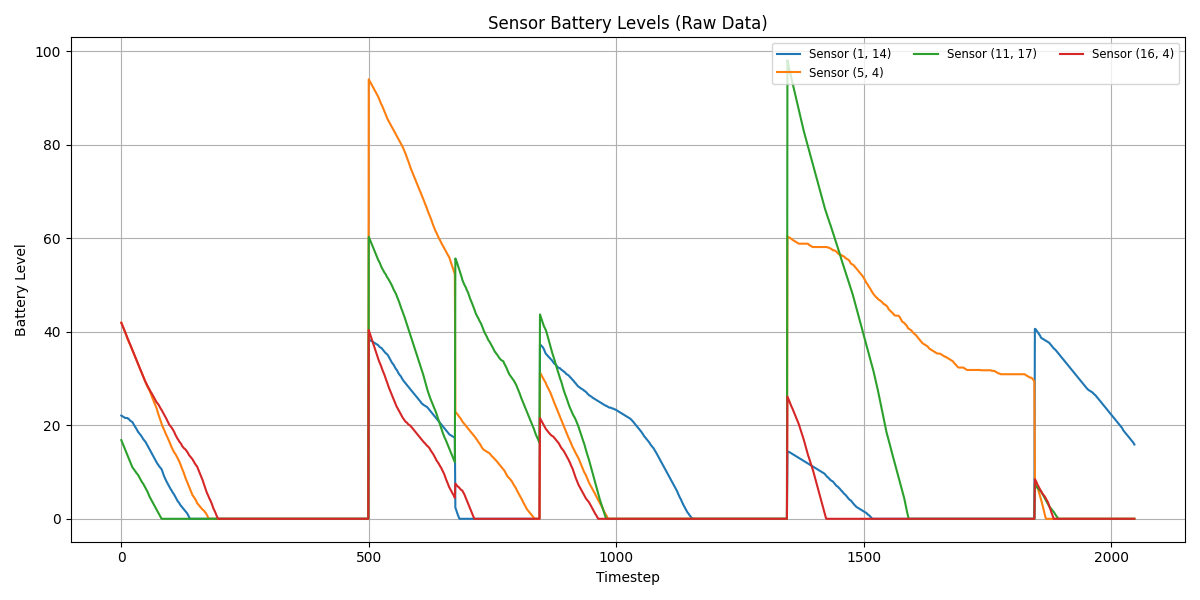 Sensor Battery Levels (Raw Data)
Sensor (1, 14)
Sensor (5, 4)
Sensor (11, 17)
Sensor (16, 4)
Battery Level
100
80
60
40
20
0
0
500
1000
1500
2000
Timestep